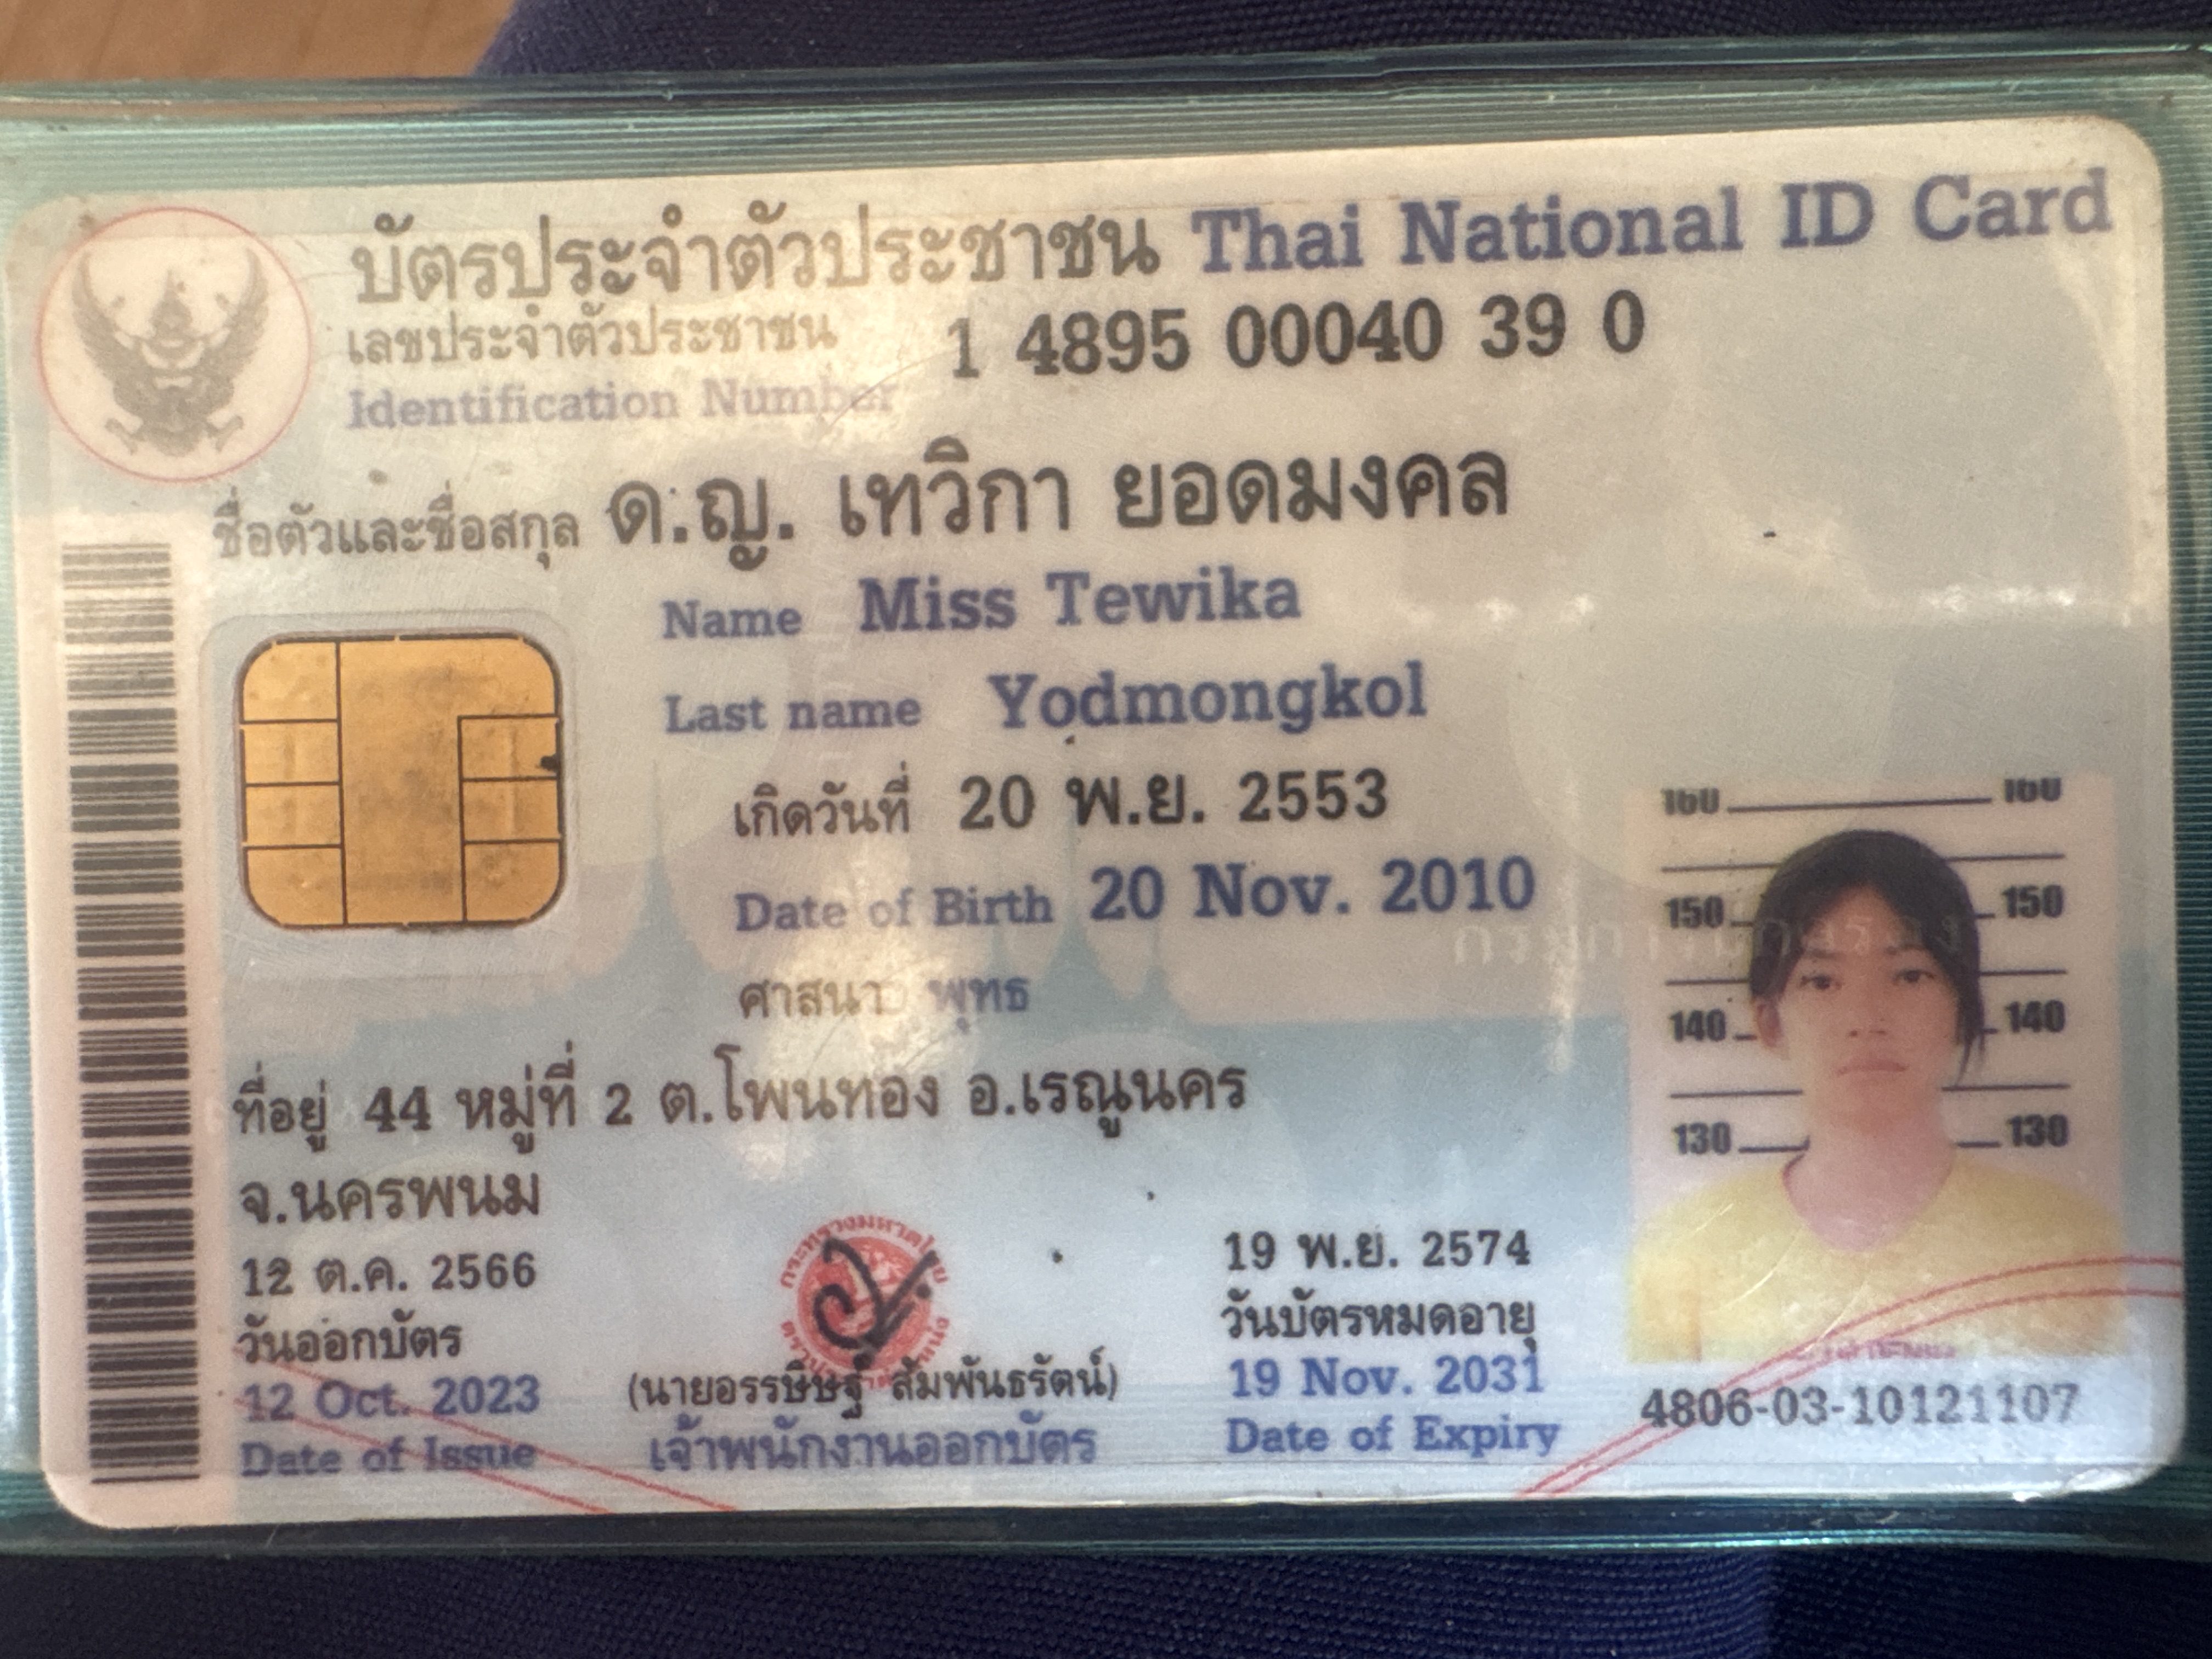 บัตรประจำตัวประชาชน Thai National ID Card
เลขประจำตัวประชาชน 1 4895 00040 39 0
Identification Number
ชื่อตัวและชื่อสกุล ด.ญ. เทวิกา ยอดมงคล
Name Miss Tewika
Last name Yodmongkol
เกิดวันที่ 20 พ.ย. 2553
Date of Birth 20 Nov. 2010
ศาสนา พุทธ
ที่อยู่ 44 หมู่ที่ 2 ต.โพนทอง อ.เรณูนคร
จ.นครพนม
12 ต.ค. 2566
วันออกบัตร
12 Oct. 2023
Date of Issue
(นายอรรษิษฐ์ สัมพันธรัตน์)
เจ้าพนักงานออกบัตร
19 พ.ย. 2574
วันบัตรหมดอายุ
19 Nov. 2031
Date of Expiry
160 160
150 150
140 140
130 130
4806-03-10121107